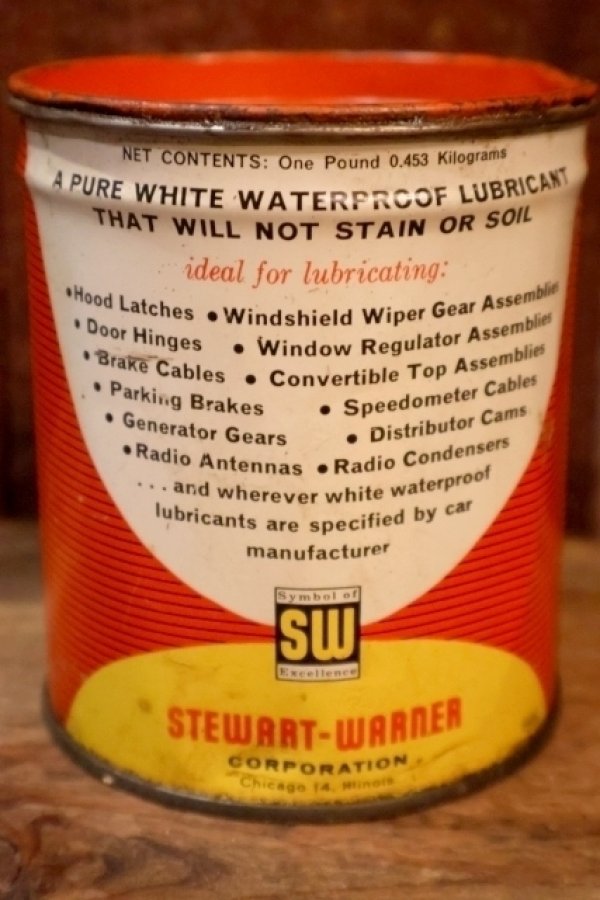 NET CONTENTS: One Pound 0.453 Kilograms
A PURE WHITE WATERPROOF LUBRICANT
THAT WILL NOT STAIN OR SOIL
ideal for lubricating:
•Hood Latches •Windshield Wiper Gear Assemblies
• Door Hinges • Window Regulator Assemblies
• Brake Cables • Convertible Top Assemblies
• Parking Brakes • Speedometer Cables
• Generator Gears • Distributor Cams
•Radio Antennas •Radio Condensers
...and wherever white waterproof
lubricants are specified by car
manufacturer
Symbol of
SW
Excellence
STEWART-WARNER
CORPORATION
Chicago 14, Illinois